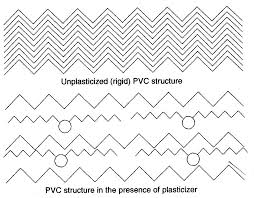 Unplasticized (rigid) PVC structure
PVC structure in the presence of plasticizer